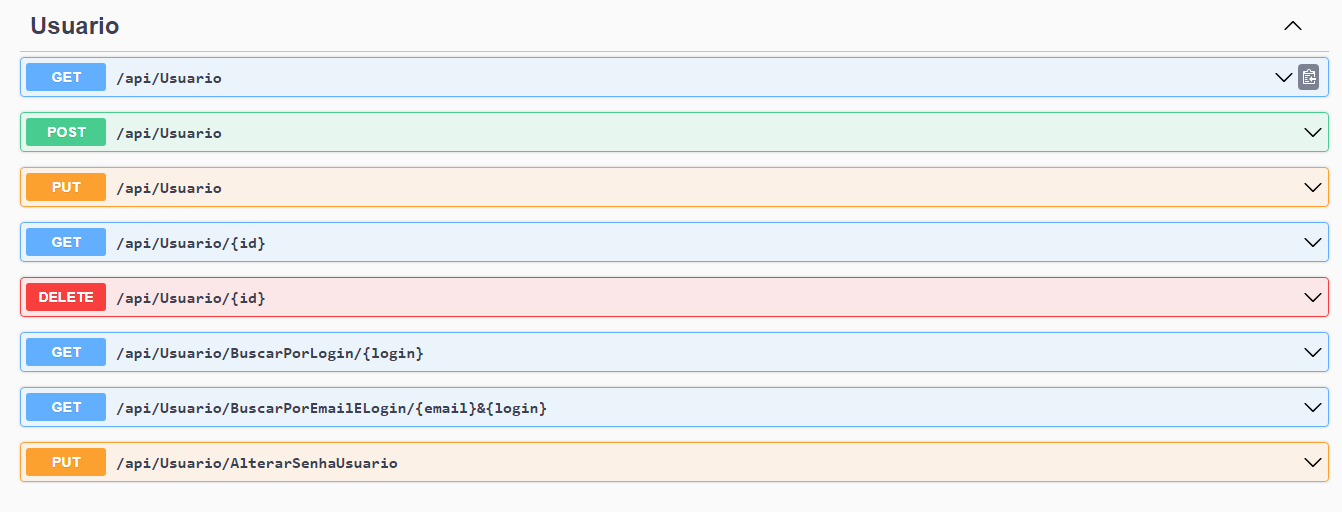 Usuario
GET /api/Usuario
POST /api/Usuario
PUT /api/Usuario
GET /api/Usuario/{id}
DELETE /api/Usuario/{id}
GET /api/Usuario/BuscarPorLogin/{login}
GET /api/Usuario/BuscarPorEmailELogin/{email}&{login}
PUT /api/Usuario/AlterarSenhaUsuario